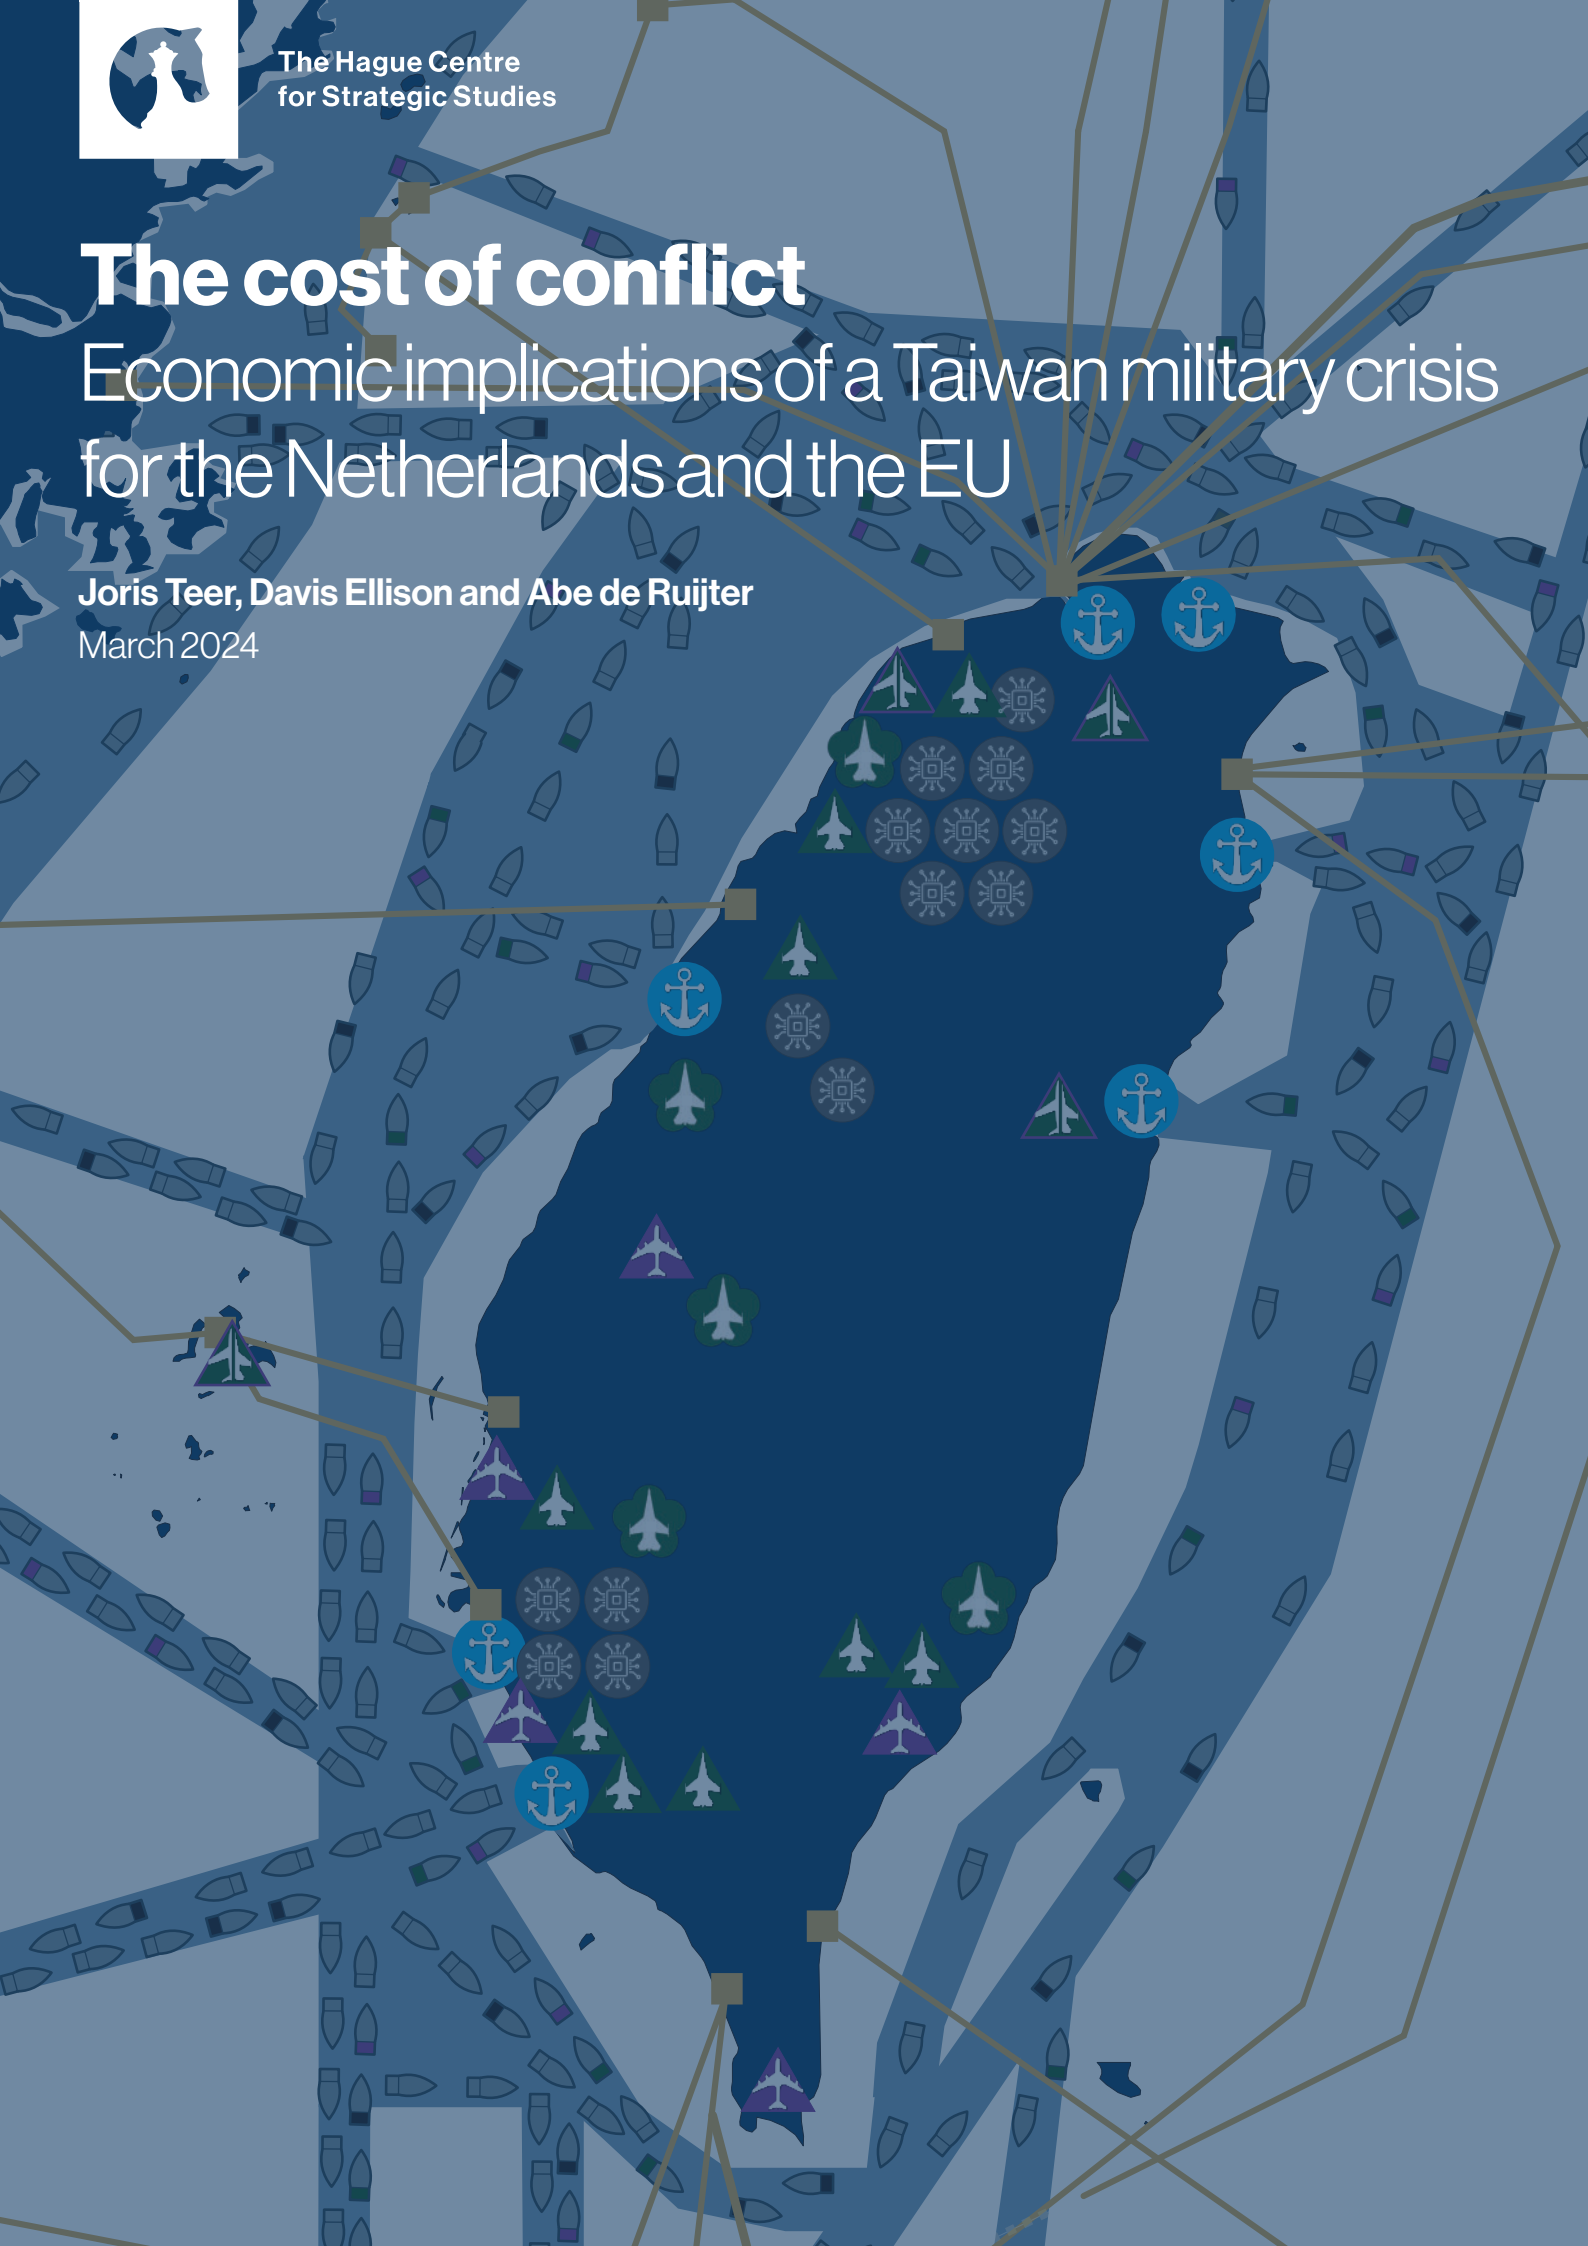 The Hague Centre
for Strategic Studies
The cost of conflict
Economic implications of a Taiwan military crisis
for the Netherlands and the EU
Joris Teer, Davis Ellison and Abe de Ruijter
March 2024